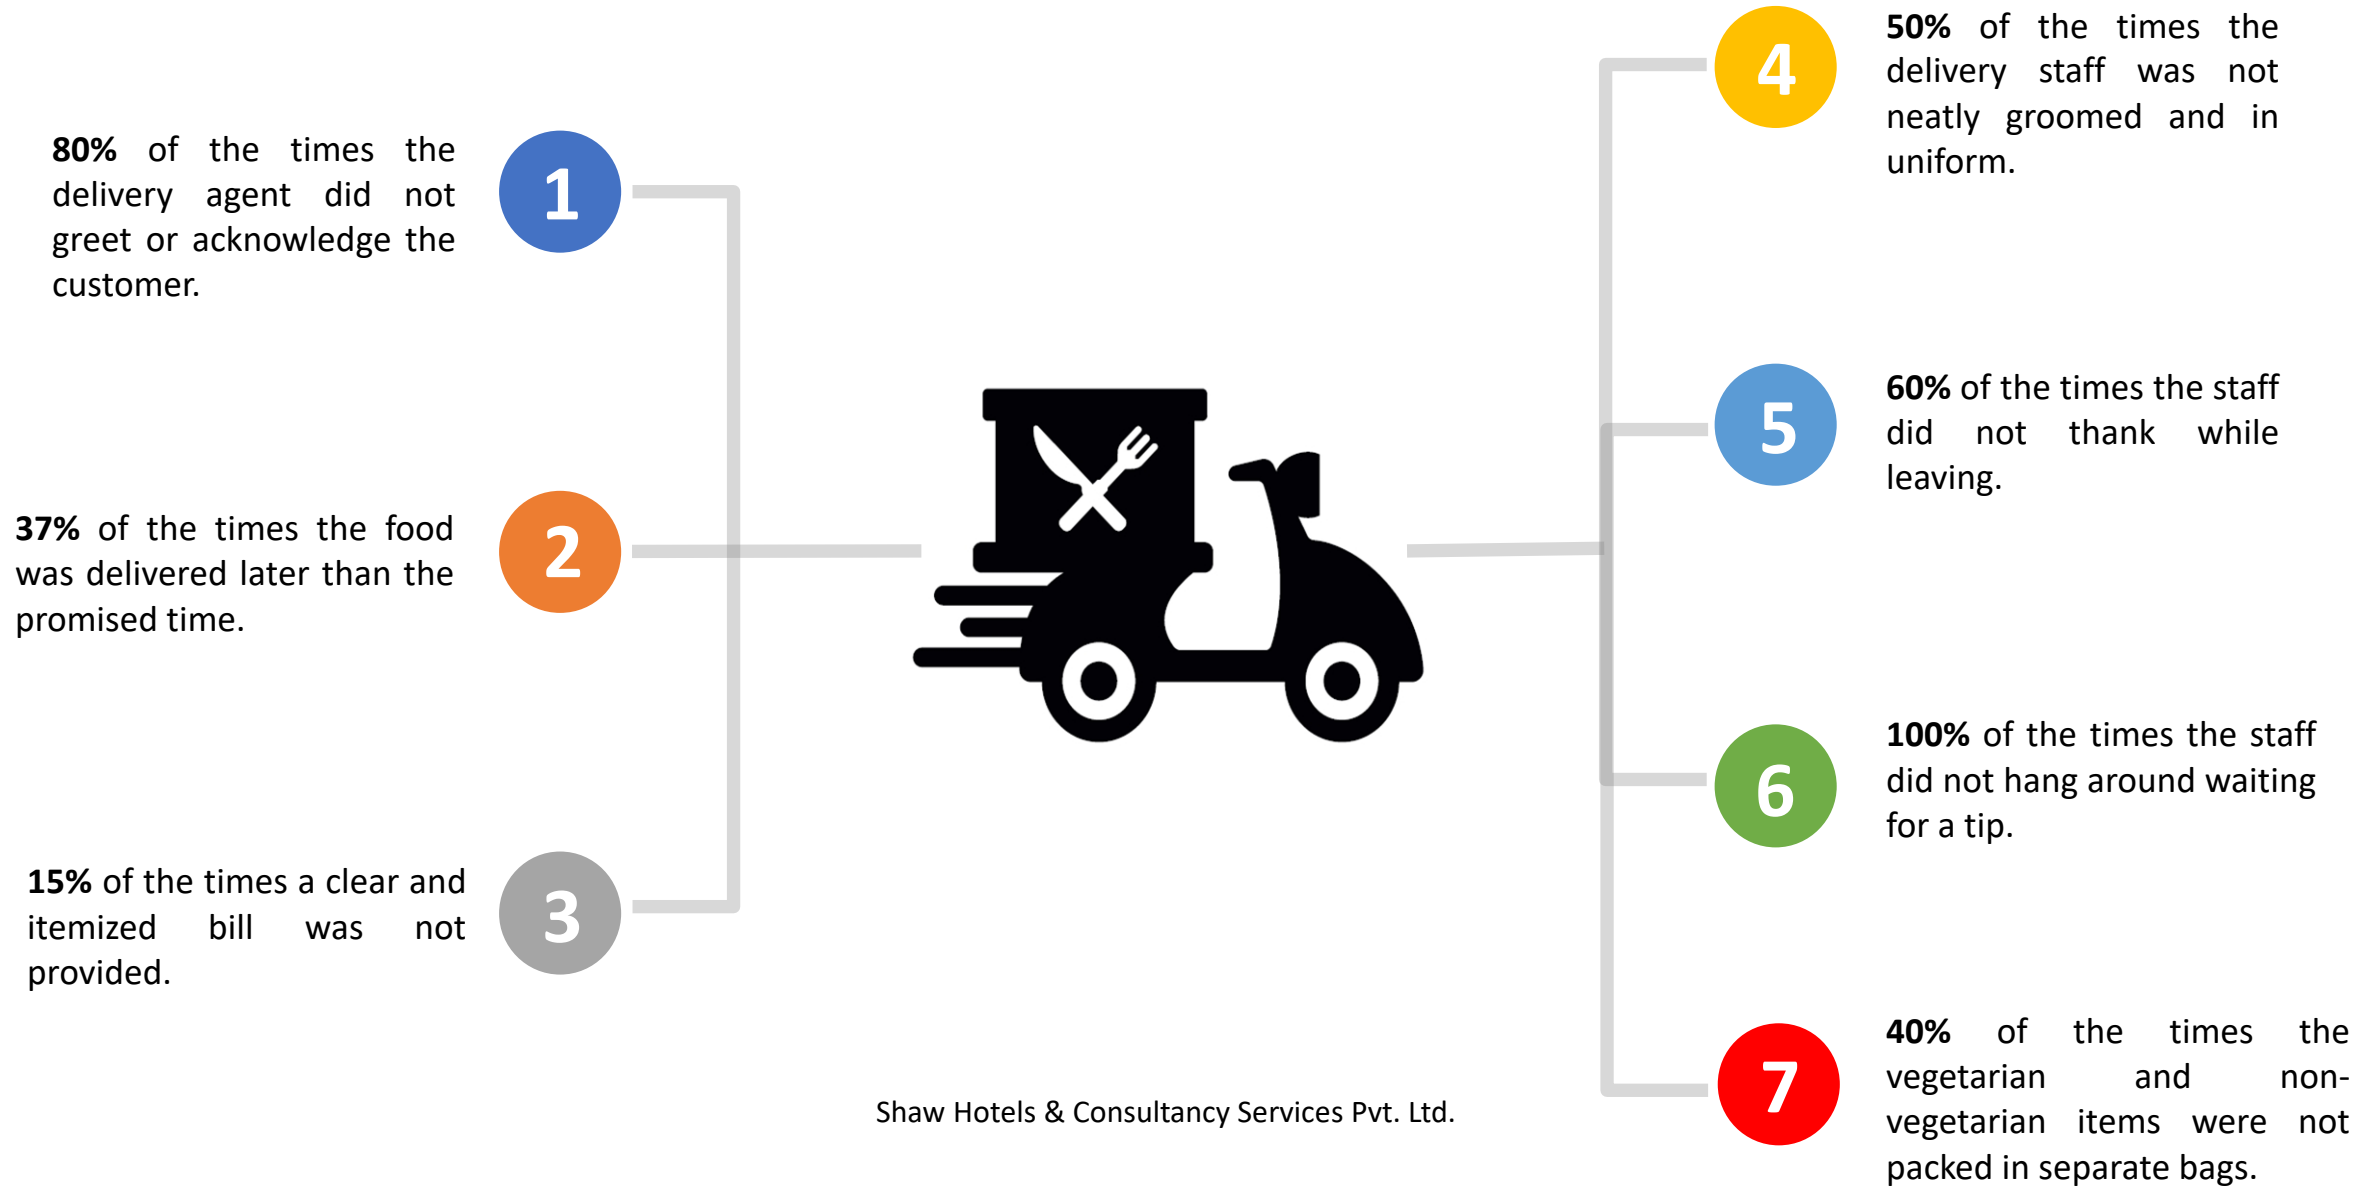 80% of the times the
delivery agent did not
greet or acknowledge the
customer.
1
37% of the times the food
was delivered later than the
promised time.
2
15% of the times a clear and
itemized bill was not
provided.
3
4
50% of the times the
delivery staff was not
neatly groomed and in
uniform.
5
60% of the times the staff
did not thank while
leaving.
6
100% of the times the staff
did not hang around waiting
for a tip.
7
40% of the times the
vegetarian and non-
vegetarian items were not
packed in separate bags.
Shaw Hotels & Consultancy Services Pvt. Ltd.